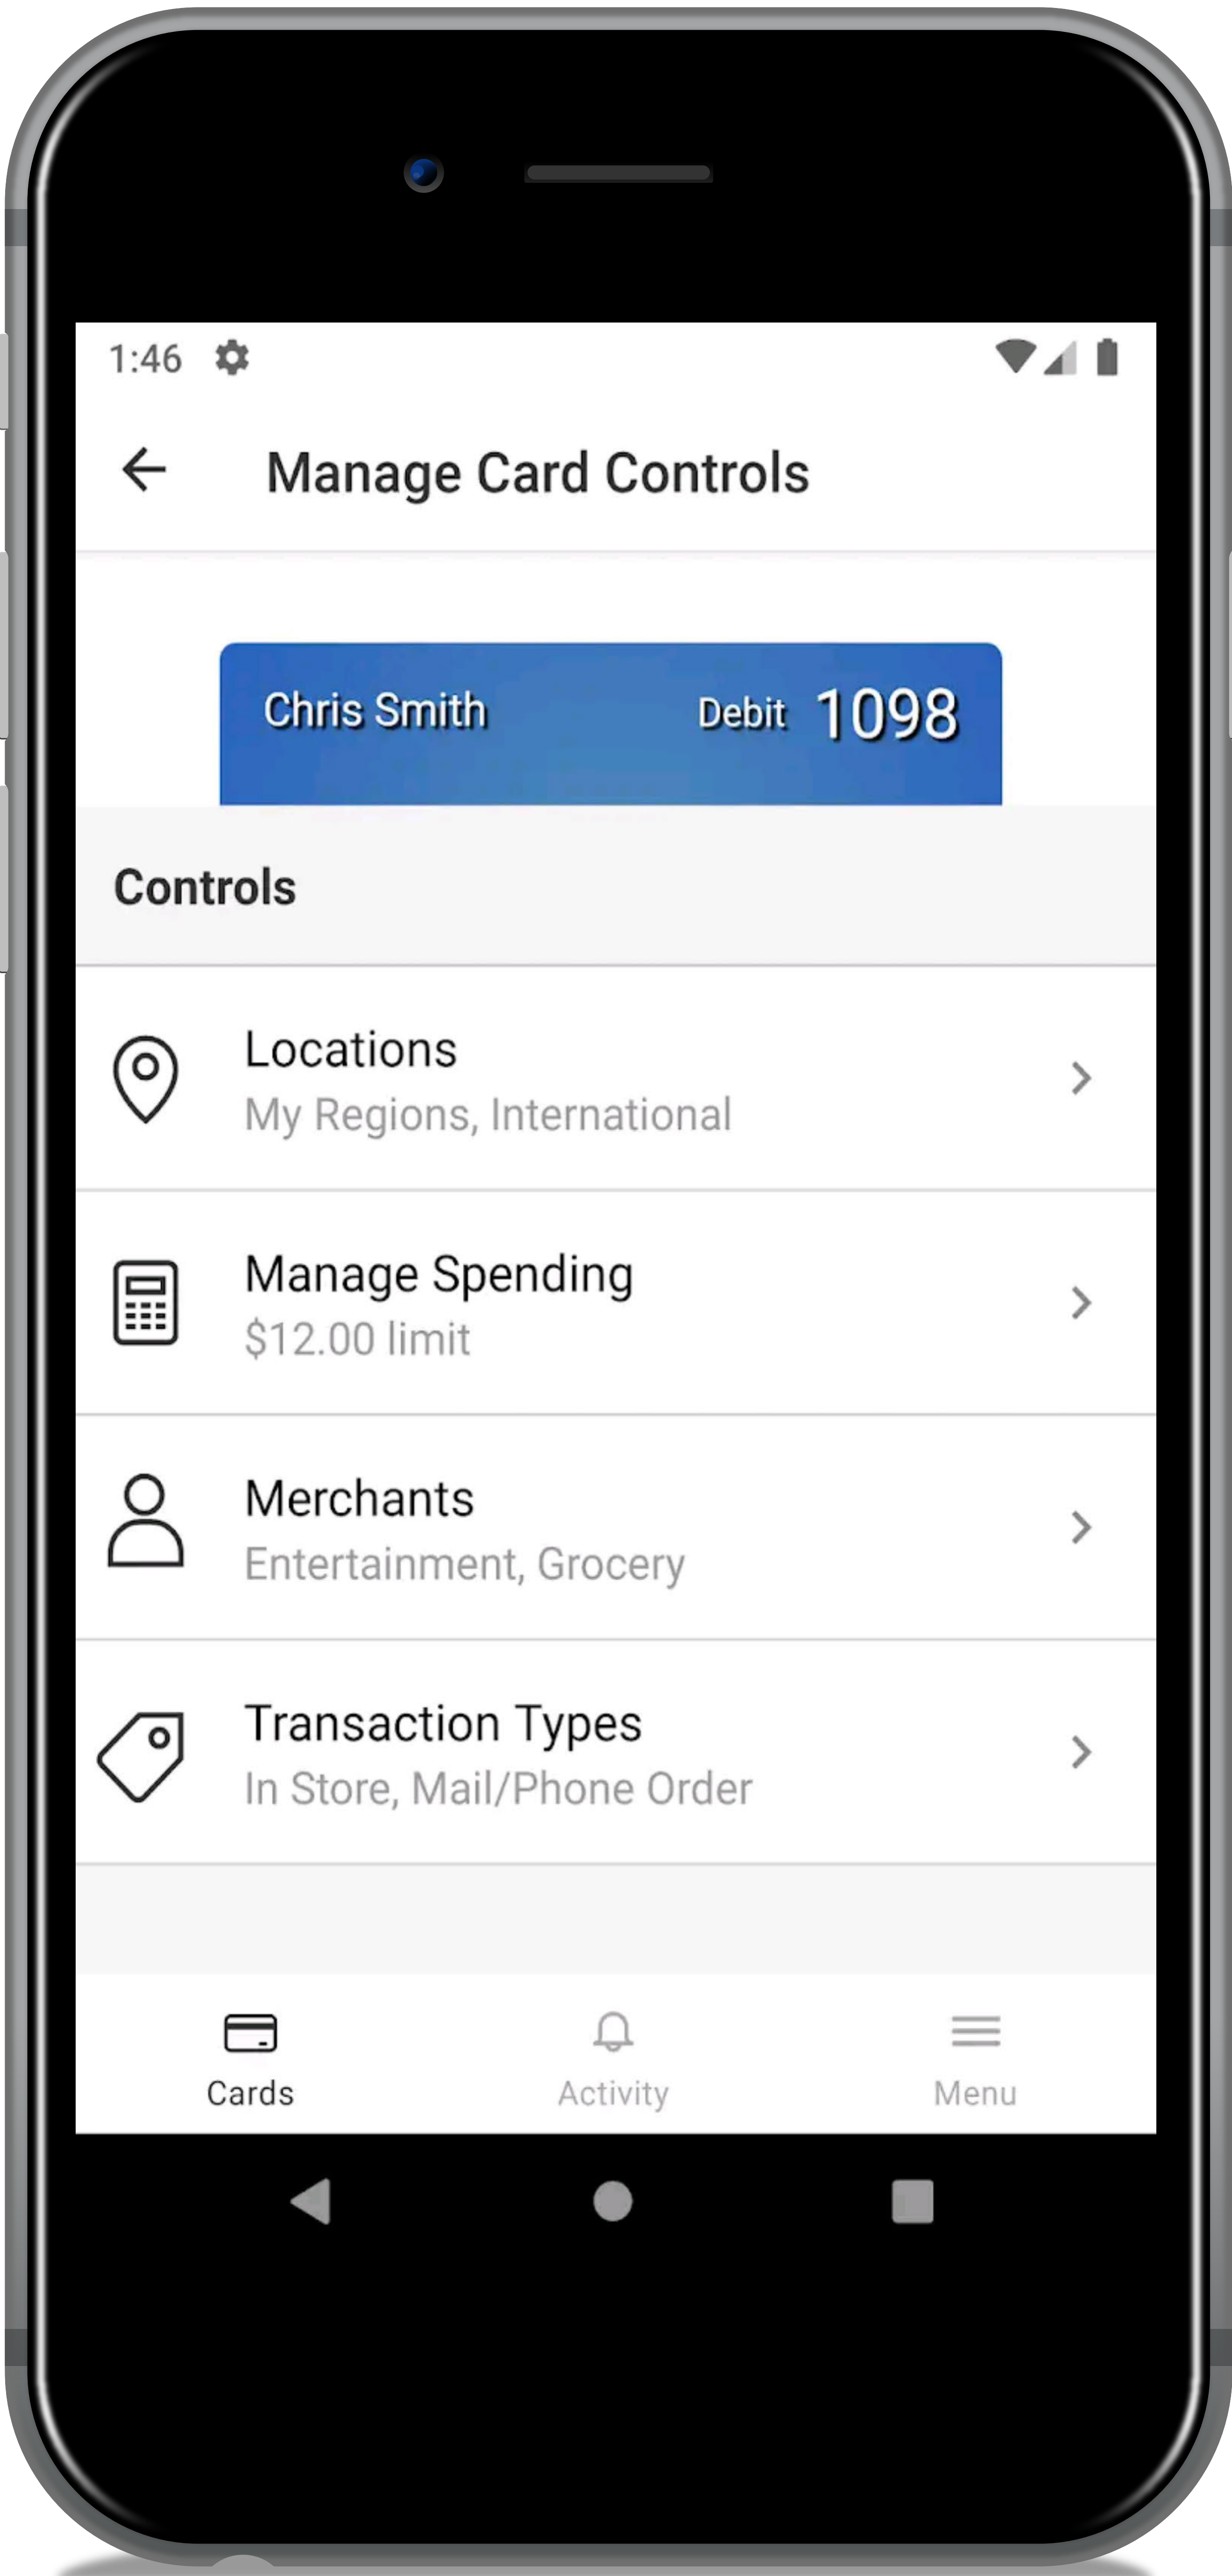 1:46
Manage Card Controls
Chris Smith Debit 1098
Controls
Locations
My Regions, International
Manage Spending
$12.00 limit
Merchants
Entertainment, Grocery
Transaction Types
In Store, Mail/Phone Order
Cards Activity Menu